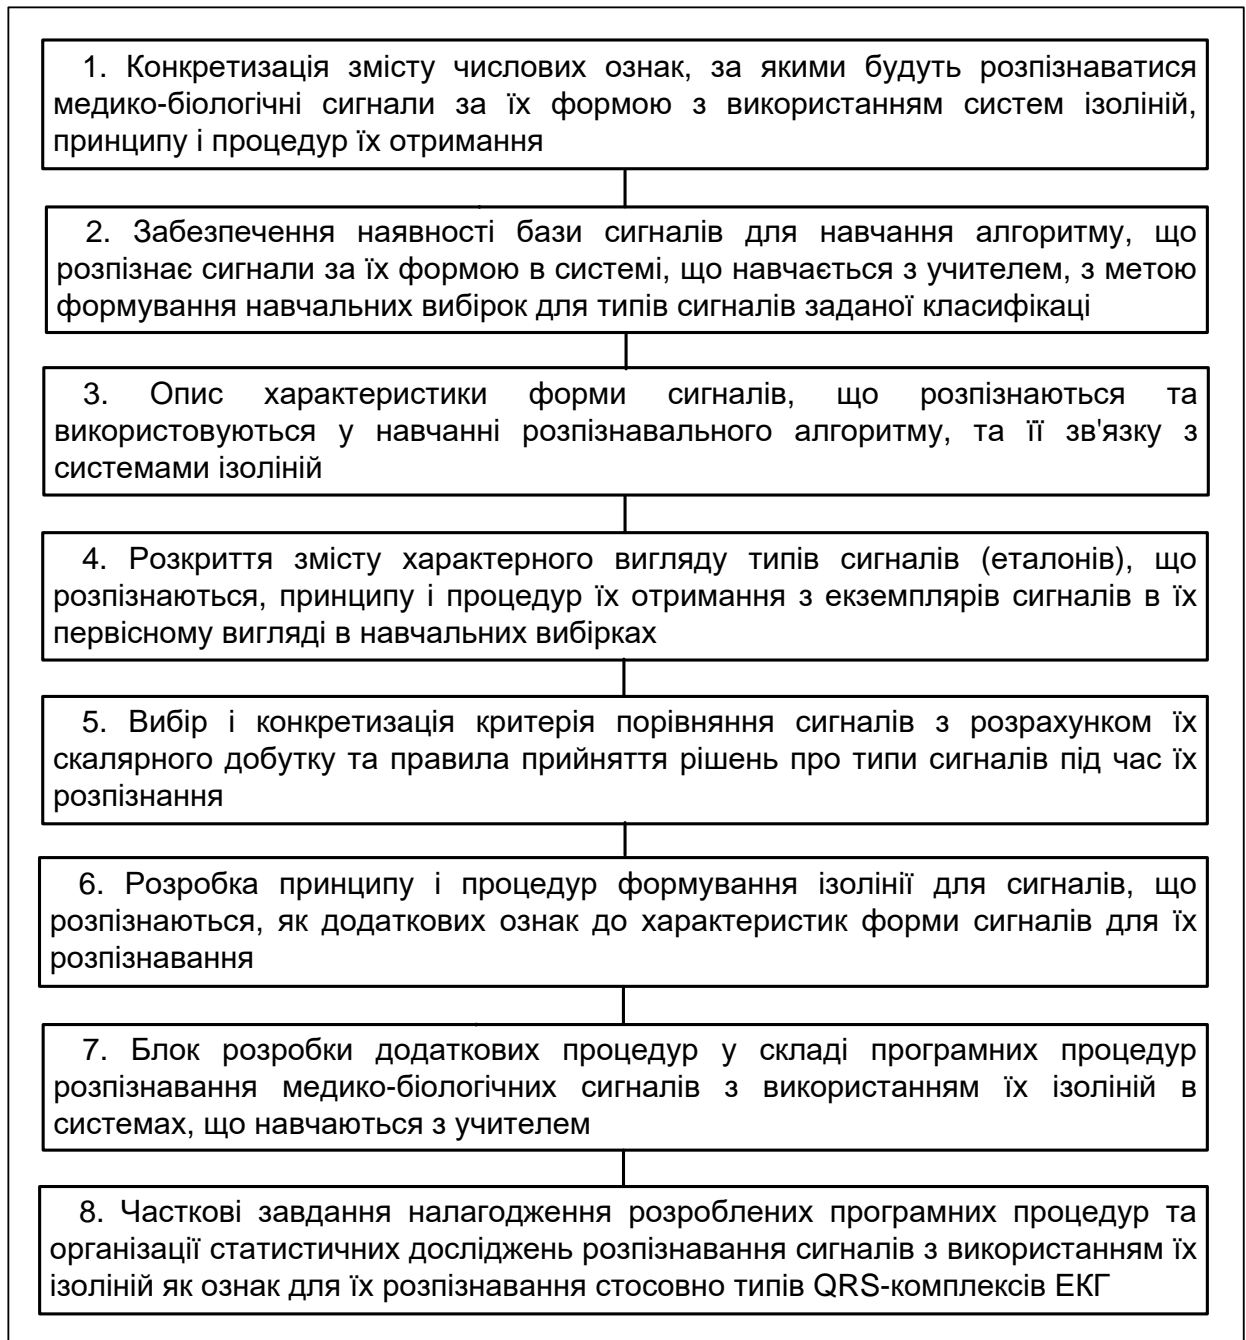 1. Конкретизація змісту числових ознак, за якими будуть розпізнаватися
медико-біологічні сигнали за їх формою з використанням систем ізоліній,
принципу і процедур їх отримання
2. Забезпечення наявності бази сигналів для навчання алгоритму, що
розпізнає сигнали за їх формою в системі, що навчається з учителем, з метою
формування навчальних вибірок для типів сигналів заданої класифікаці
3. Опис характеристики форми сигналів, що розпізнаються та
використовуються у навчанні розпізнавального алгоритму, та її зв'язку з
системами ізоліній
4. Розкриття змісту характерного вигляду типів сигналів (еталонів), що
розпізнаються, принципу і процедур їх отримання з екземплярів сигналів в їх
первісному вигляді в навчальних вибірках
5. Вибір і конкретизація критерія порівняння сигналів з розрахунком їх
скалярного добутку та правила прийняття рішень про типи сигналів під час їх
розпізнання
6. Розробка принципу і процедур формування ізолінії для сигналів, що
розпізнаються, як додаткових ознак до характеристик форми сигналів для їх
розпізнавання
7. Блок розробки додаткових процедур у складі програмних процедур
розпізнавання медико-біологічних сигналів з використанням їх ізоліній в
системах, що навчаються з учителем
8. Часткові завдання налагодження розроблених програмних процедур та
організації статистичних досліджень розпізнавання сигналів з використанням їх
ізоліній як ознак для їх розпізнавання стосовно типів QRS-комплексів ЕКГ